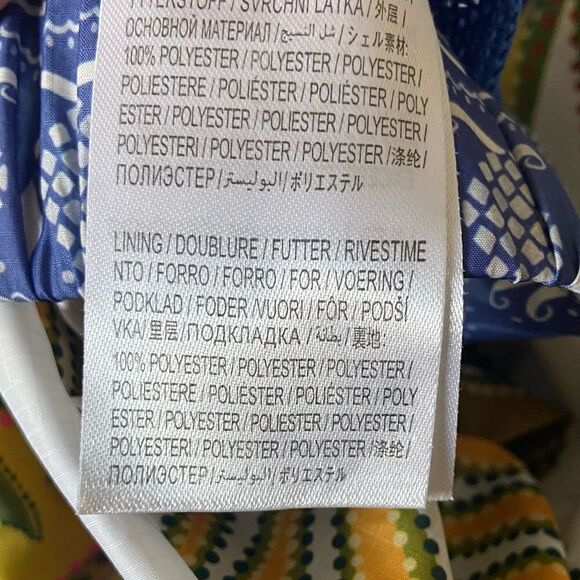 SVRCHNÍ LÁTKA / 外层 /
ОСНОВНОЙ МАТЕРИАЛ / شل النسيج / シェル素材:
100% POLYESTER / POLYESTER / POLYESTER /
POLIESTERE / POLIÉSTER / POLIÉSTER / POLY
ESTER / POLYESTER / POLIESTER / POLYESTER /
POLYESTERI / POLYESTER / POLYESTER / 涤纶 /
ПОЛИЭСТЕР / البوليستر / ポリエステル
LINING / DOUBLURE / FUTTER / RIVESTIME
NTO / FORRO / FORRO / FOR / VOERING /
PODKLAD / FODER /VUORI / FÔR / PODŠÍ
VKA/ 里层 /ПОДКЛАДКА / بطانة / 裏地:
100% POLYESTER / POLYESTER / POLYESTER /
POLIESTERE / POLIÉSTER / POLIÉSTER / POLY
ESTER / POLYESTER / POLIESTER / POLYESTER /
POLYESTERI / POLYESTER / POLYESTER / 涤纶 /
ПОЛИЭСТЕР / البوليستر / ポリエステル